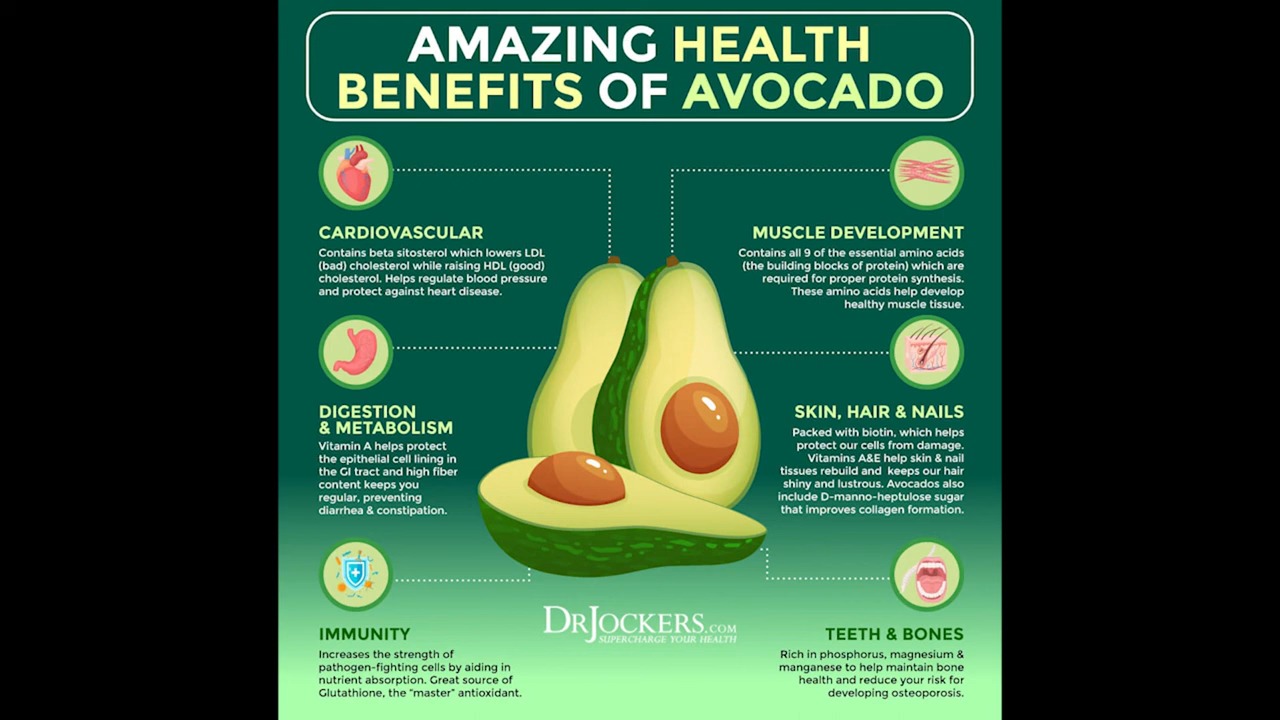 AMAZING HEALTH
BENEFITS OF AVOCADO
CARDIOVASCULAR
Contains beta sitosterol which lowers LDL
(bad) cholesterol while raising HDL (good)
cholesterol. Helps regulate blood pressure
and protect against heart disease.
MUSCLE DEVELOPMENT
Contains all 9 of the essential amino acids
(the building blocks of protein) which are
required for proper protein synthesis.
These amino acids help develop
healthy muscle tissue.
DIGESTION
& METABOLISM
Vitamin A helps protect
the epithelial cell lining in
the GI tract and high fiber
content keeps you
regular, preventing
diarrhea & constipation.
SKIN, HAIR & NAILS
Packed with biotin, which helps
protect our cells from damage.
Vitamins A&E help skin & nail
tissues rebuild and keeps our hair
shiny and lustrous. Avocados also
include D-manno-heptulose sugar
that improves collagen formation.
IMMUNITY
Increases the strength of
pathogen-fighting cells by aiding in
nutrient absorption. Great source of
Glutathione, the "master" antioxidant.
DRJOCKERS.COM
SUPERCHARGE YOUR HEALTH
TEETH & BONES
Rich in phosphorus, magnesium &
manganese to help maintain bone
health and reduce your risk for
developing osteoporosis.